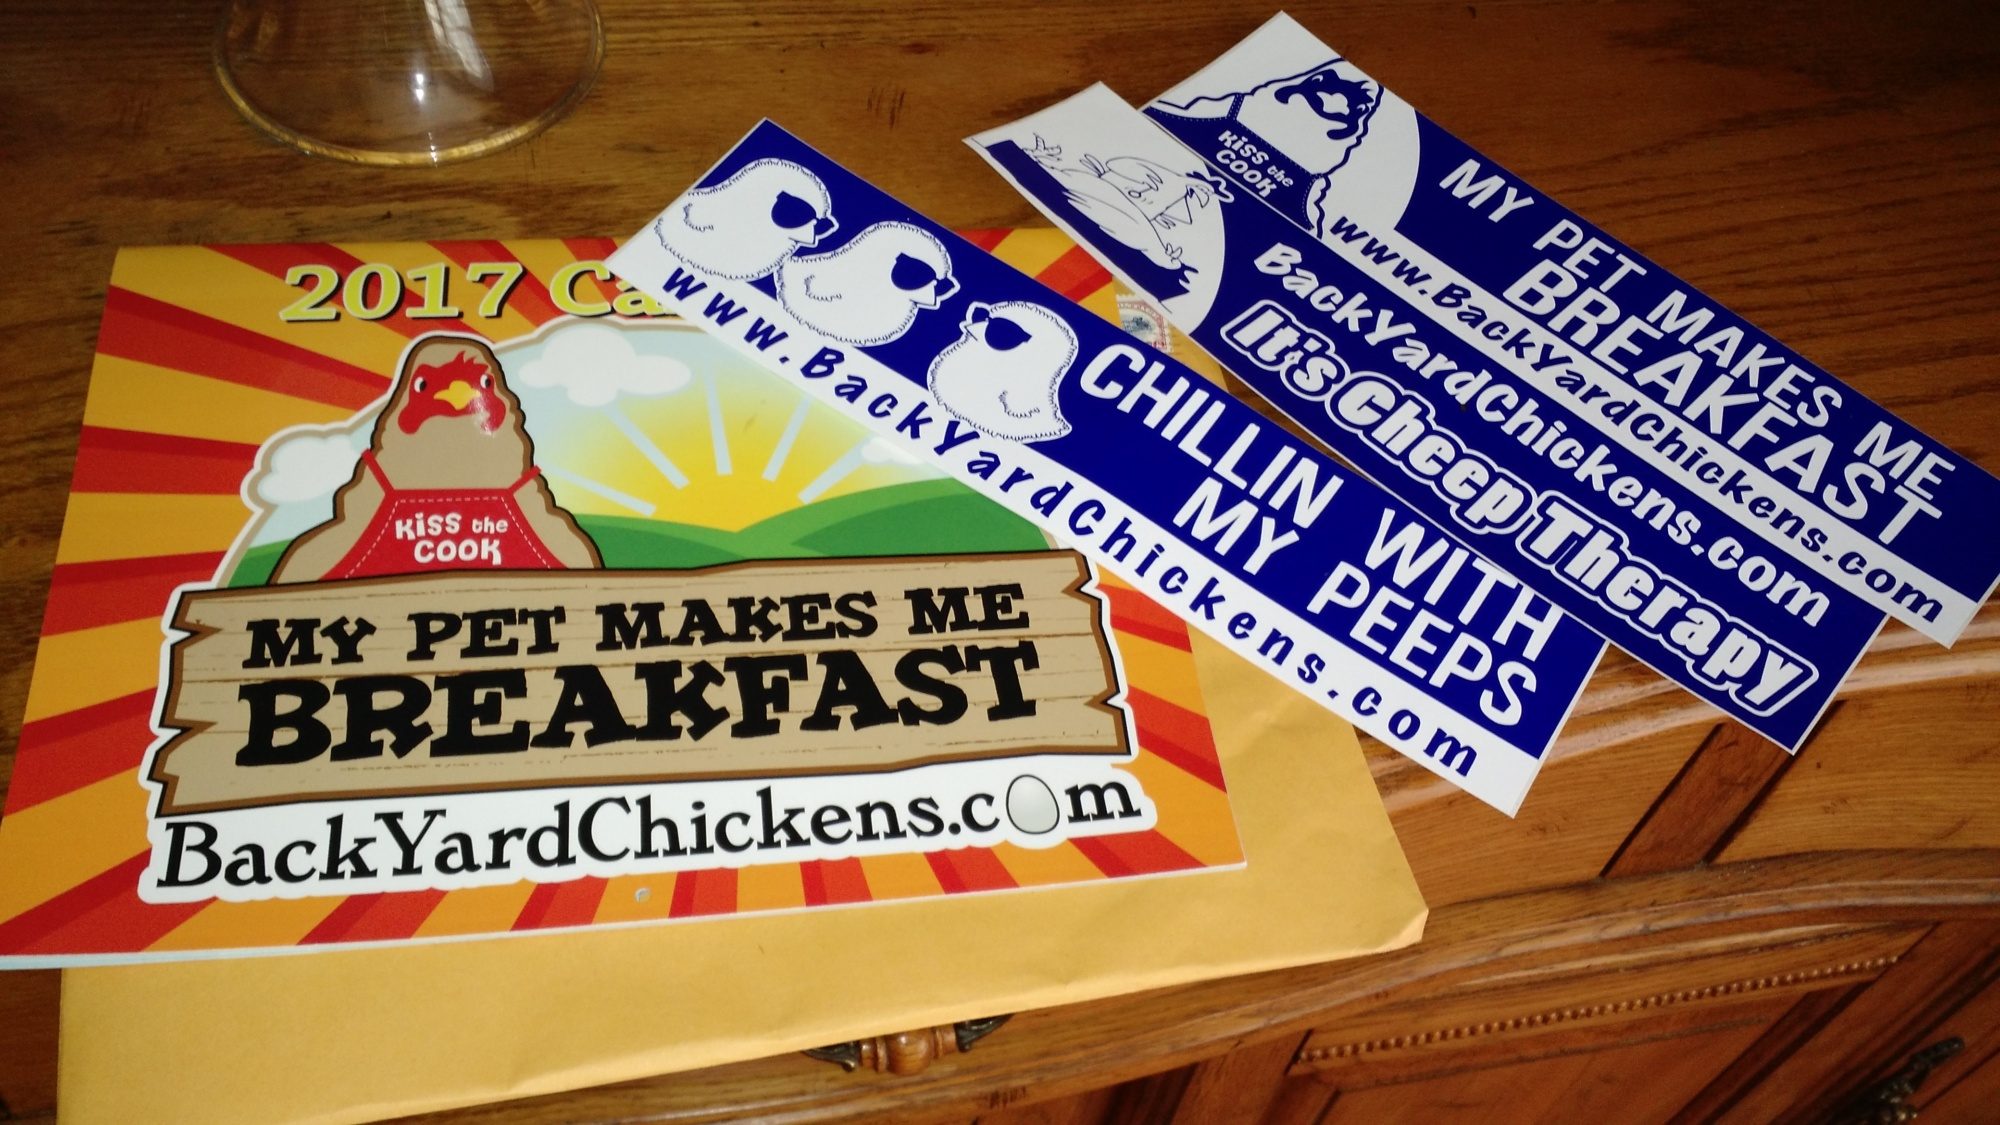 2017 Ca
Kiss the
Cook
MY PET MAKES ME
BREAKFAST
BackYardChickens.com
CHILLIN WITH
MY PEEPS
www.BackYardChickens.com
BackYardChickens.com
It's Cheep Therapy
Kiss the
Cook
MY PET MAKES ME
BREAKFAST
www.BackYardChickens.com